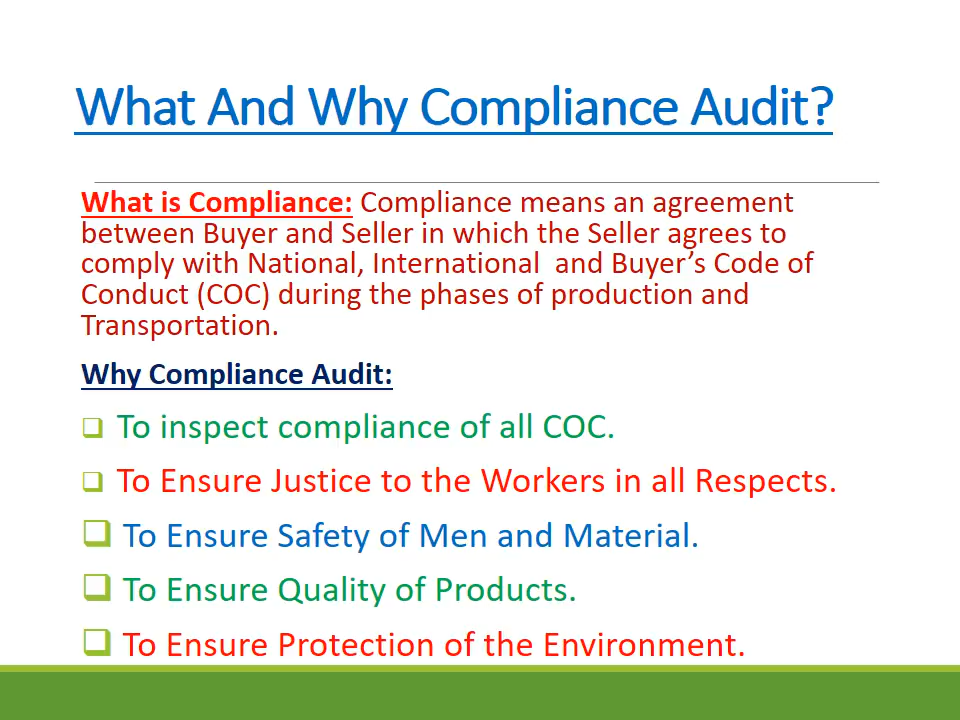 What And Why Compliance Audit?
What is Compliance: Compliance means an agreement
between Buyer and Seller in which the Seller agrees to
comply with National, International  and Buyer’s Code of
Conduct (COC) during the phases of production and
Transportation.
Why Compliance Audit:
❑ To inspect compliance of all COC.
❑ To Ensure Justice to the Workers in all Respects.
❑ To Ensure Safety of Men and Material.
❑ To Ensure Quality of Products.
❑ To Ensure Protection of the Environment.